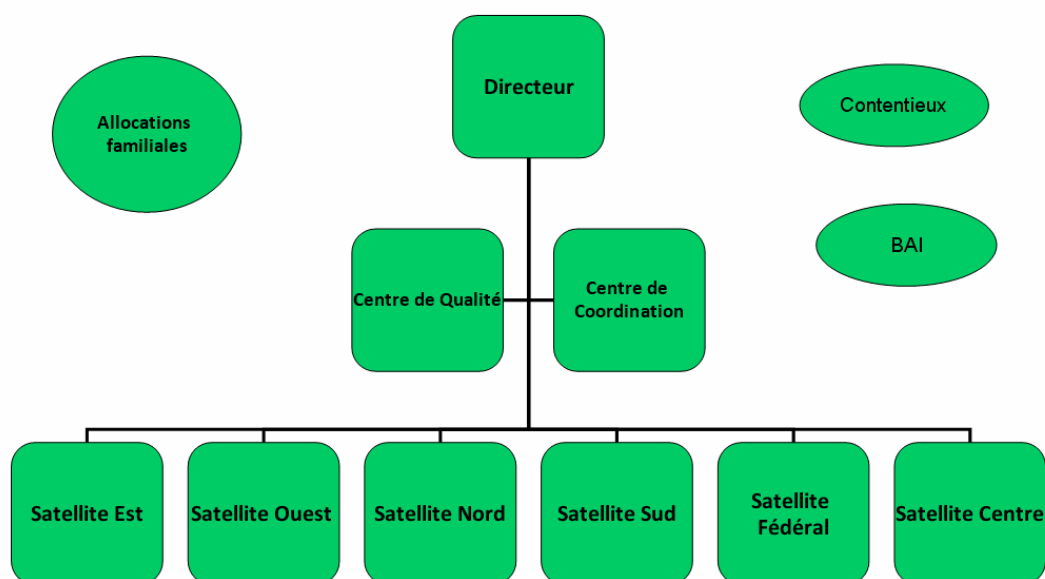 Directeur
Allocations
familiales
Contentieux
BAI
Centre de Qualité
Centre de
Coordination
Satellite Est
Satellite Ouest
Satellite Nord
Satellite Sud
Satellite
Fédéral
Satellite Centre